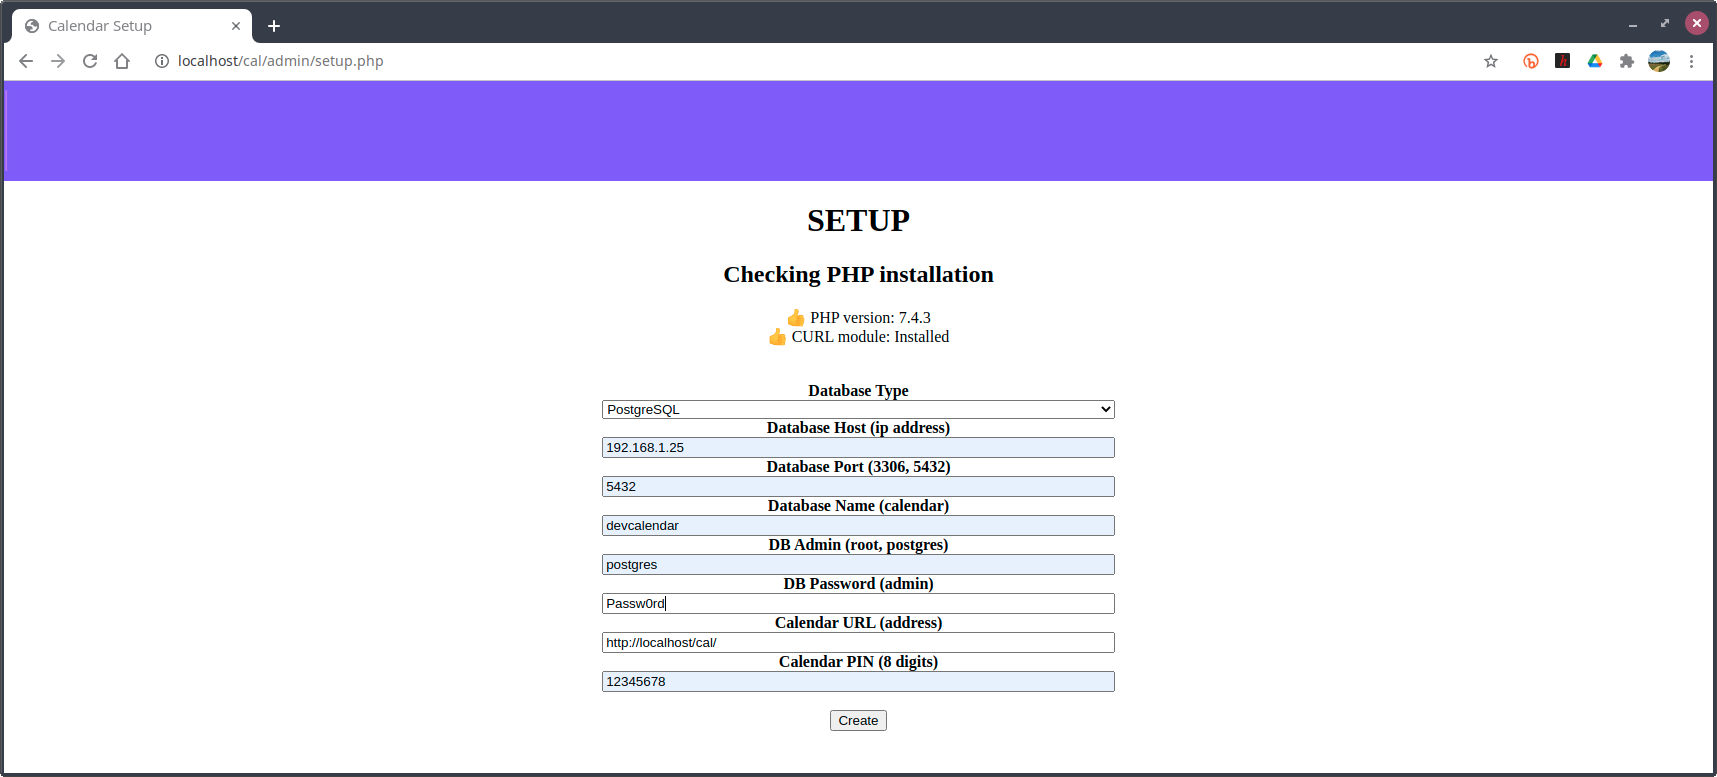 Calendar Setup
localhost/cal/admin/setup.php
SETUP
Checking PHP installation
👍 PHP version: 7.4.3
👍 CURL module: Installed
Database Type
PostgreSQL
Database Host (ip address)
192.168.1.25
Database Port (3306, 5432)
5432
Database Name (calendar)
devcalendar
DB Admin (root, postgres)
postgres
DB Password (admin)
Passw0rd
Calendar URL (address)
http://localhost/cal/
Calendar PIN (8 digits)
12345678
Create